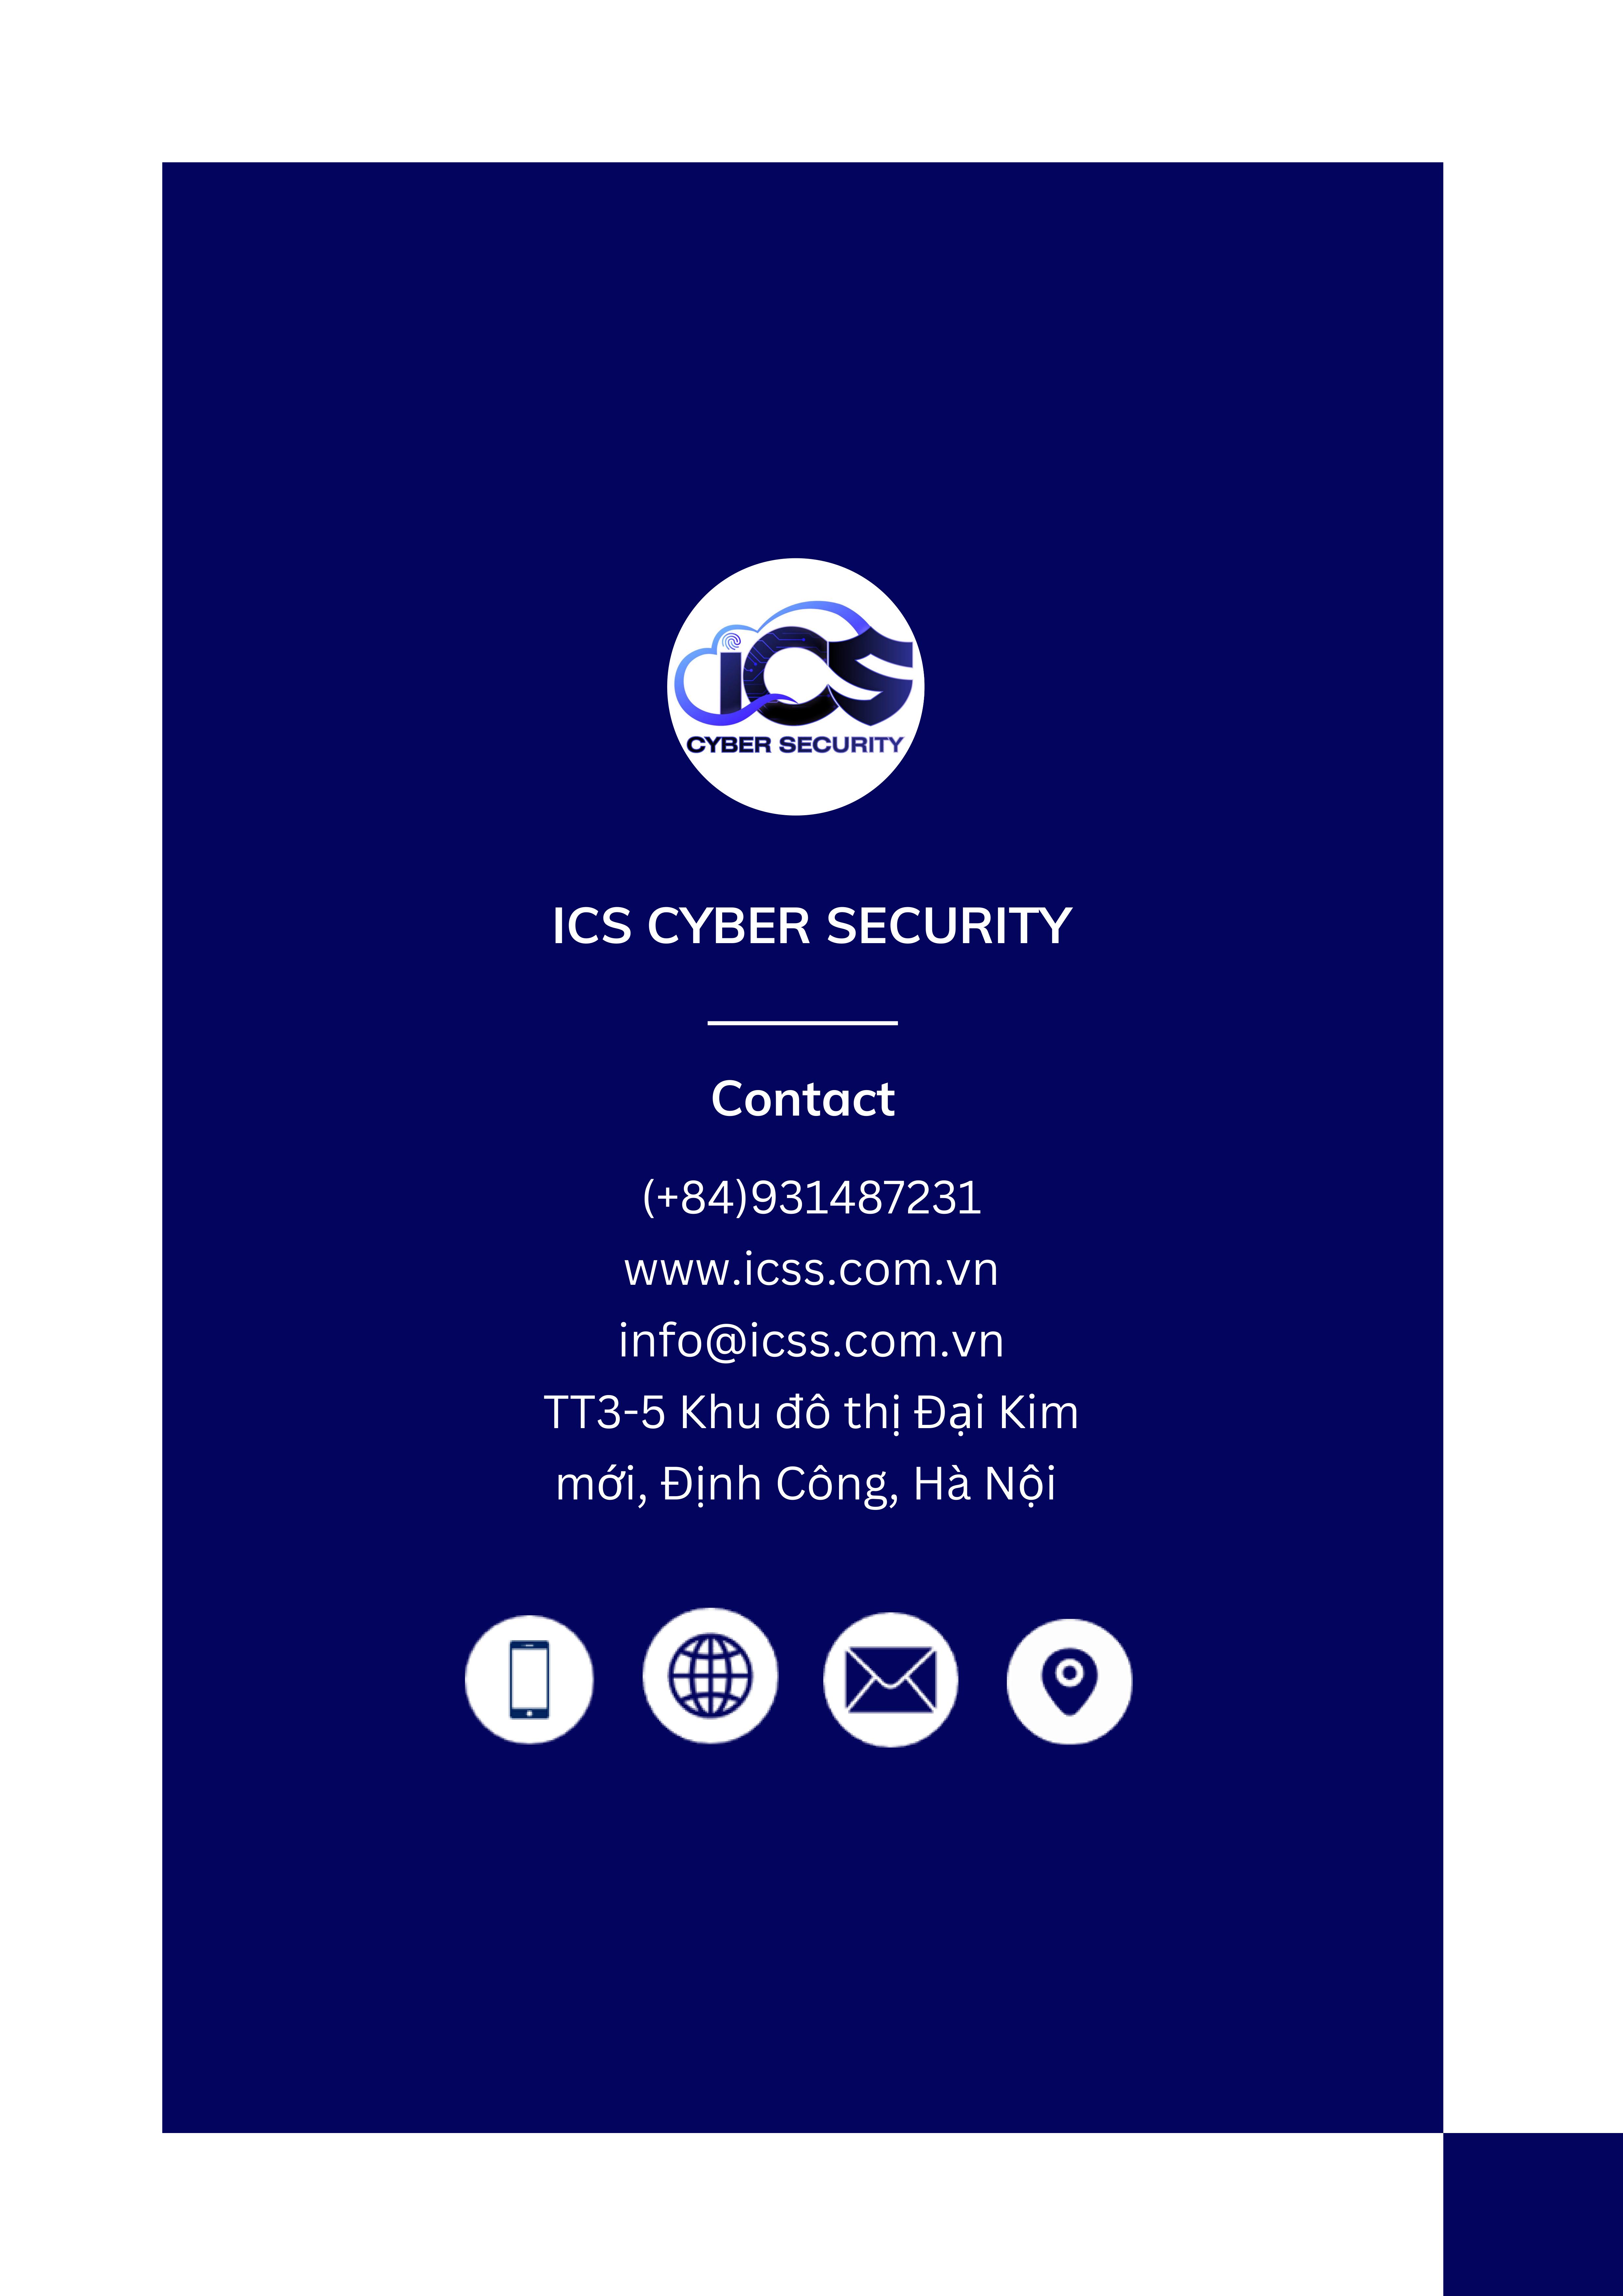 iCS
CYBER SECURITY
ICS CYBER SECURITY
Contact
(+84)931487231
www.icss.com.vn
info@icss.com.vn
TT3-5 Khu đô thị Đại Kim
mới, Định Công, Hà Nội